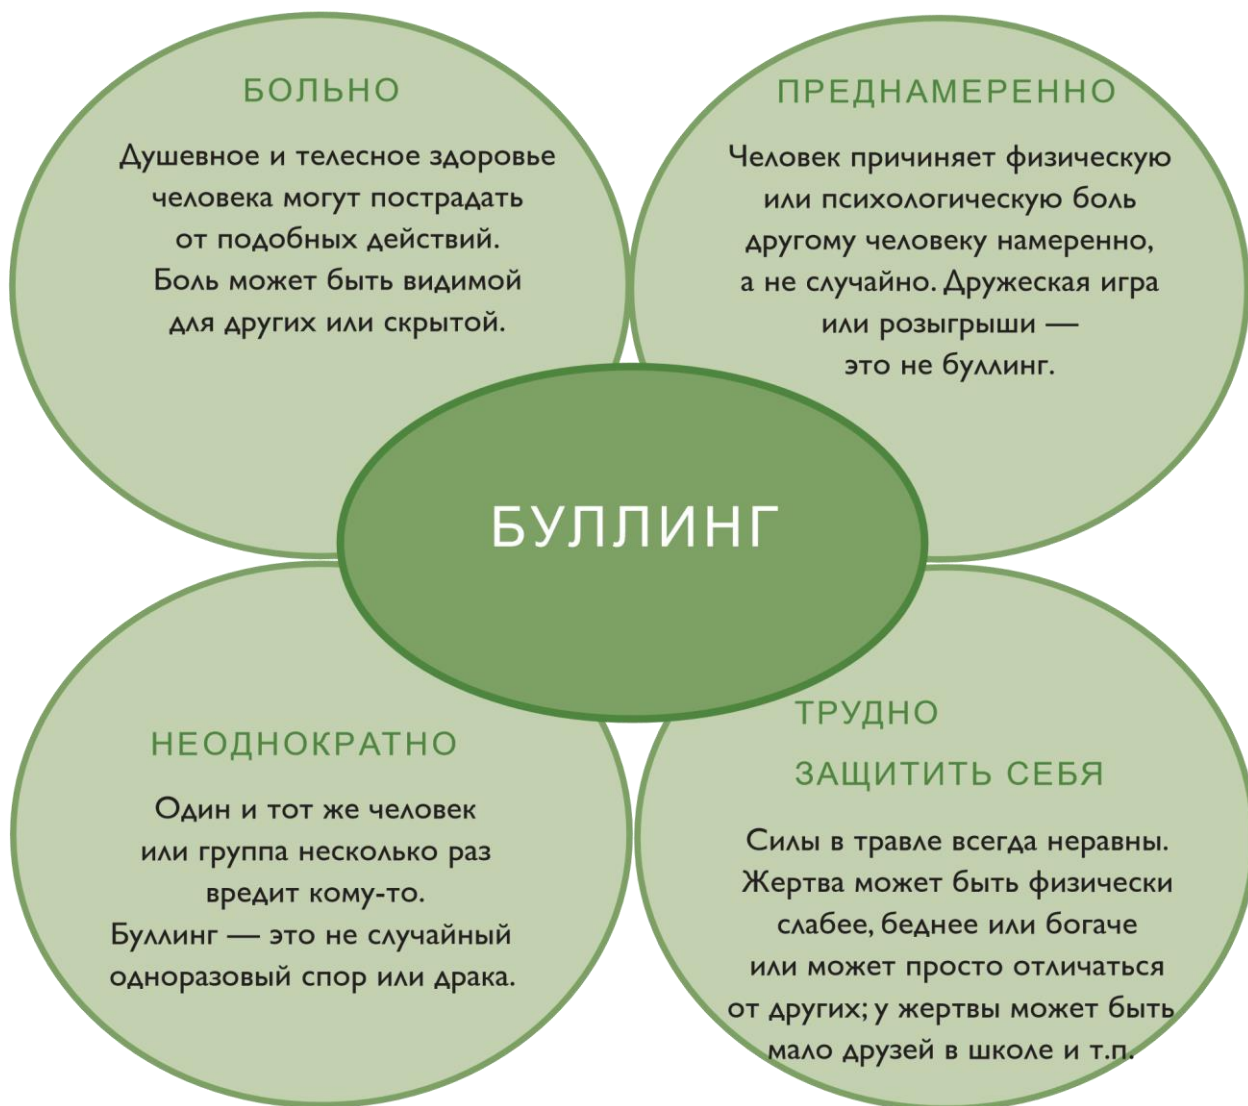 БОЛЬНО
Душевное и телесное здоровье
человека могут пострадать
от подобных действий.
Боль может быть видимой
для других или скрытой.
ПРЕДНАМЕРЕННО
Человек причиняет физическую
или психологическую боль
другому человеку намеренно,
а не случайно. Дружеская игра
или розыгрыши —
это не буллинг.
БУЛЛИНГ
НЕОДНОКРАТНО
Один и тот же человек
или группа несколько раз
вредит кому-то.
Буллинг — это не случайный
одноразовый спор или драка.
ТРУДНО
ЗАЩИТИТЬ СЕБЯ
Силы в травле всегда неравны.
Жертва может быть физически
слабее, беднее или богаче
или может просто отличаться
от других; у жертвы может быть
мало друзей в школе и т.п.